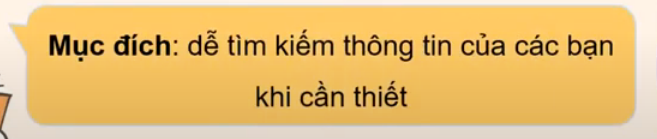 Mục đích: dễ tìm kiếm thông tin của các bạn
khi cần thiết